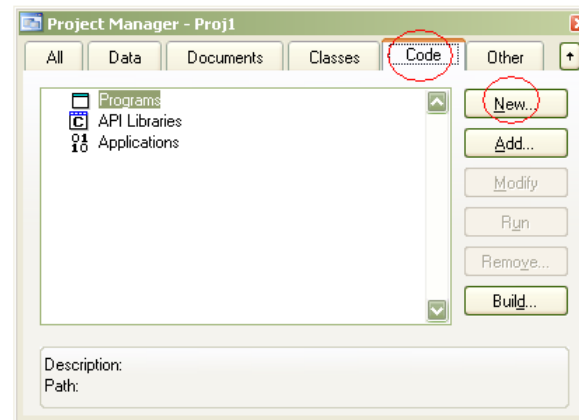 Project Manager - Proj1
All Data Documents Classes Code Other
Programs
API Libraries
Applications
New...
Add...
Modify
Run
Remove...
Build...
Description:
Path: